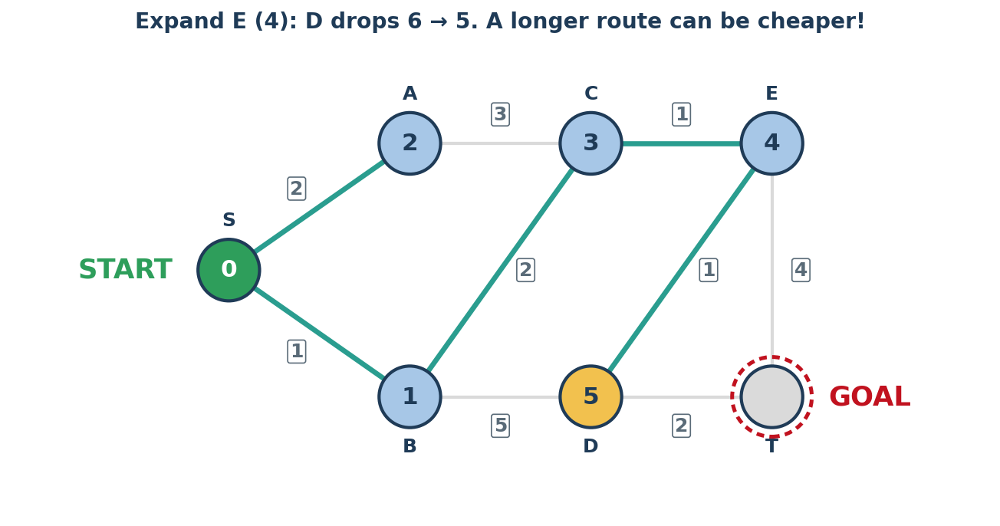 Expand E (4): D drops 6 → 5. A longer route can be cheaper!
A C E
3 1
2 3 4
2
S
START 0 2 1 4
1
1 5 GOAL
5 2
B D T